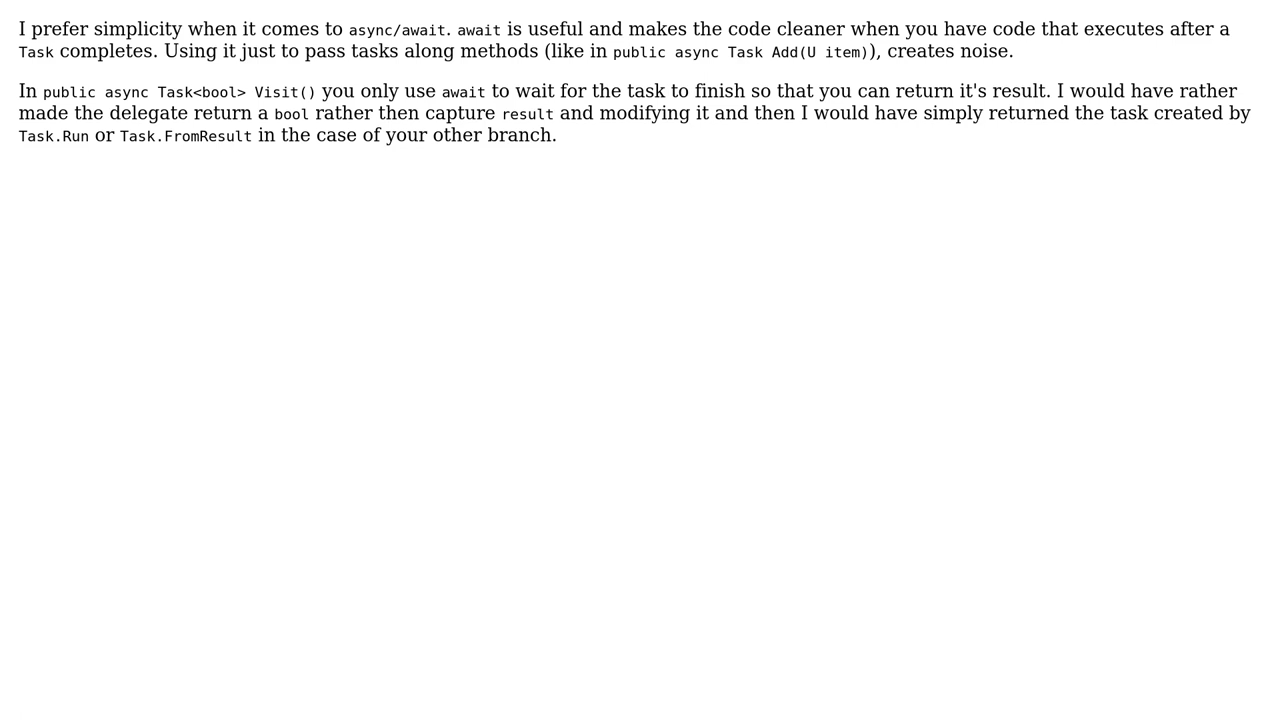 I prefer simplicity when it comes to async/await. await is useful and makes the code cleaner when you have code that executes after a
Task completes. Using it just to pass tasks along methods (like in public async Task Add(U item)), creates noise.
In public async Task<bool> Visit() you only use await to wait for the task to finish so that you can return it's result. I would have rather
made the delegate return a bool rather then capture result and modifying it and then I would have simply returned the task created by
Task.Run or Task.FromResult in the case of your other branch.